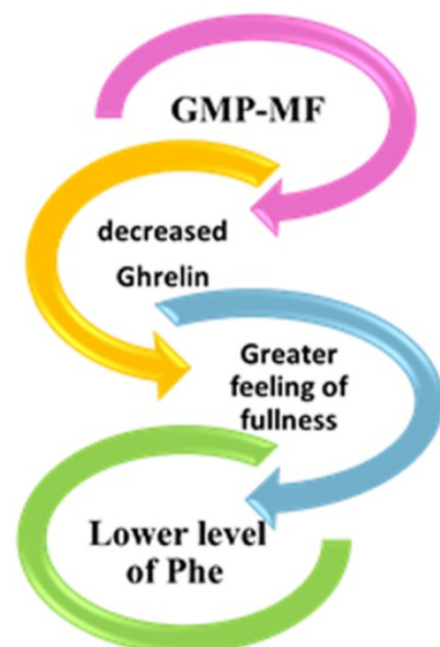 GMP-MF
decreased
Ghrelin
Greater
feeling of
fullness
Lower level
of Phe